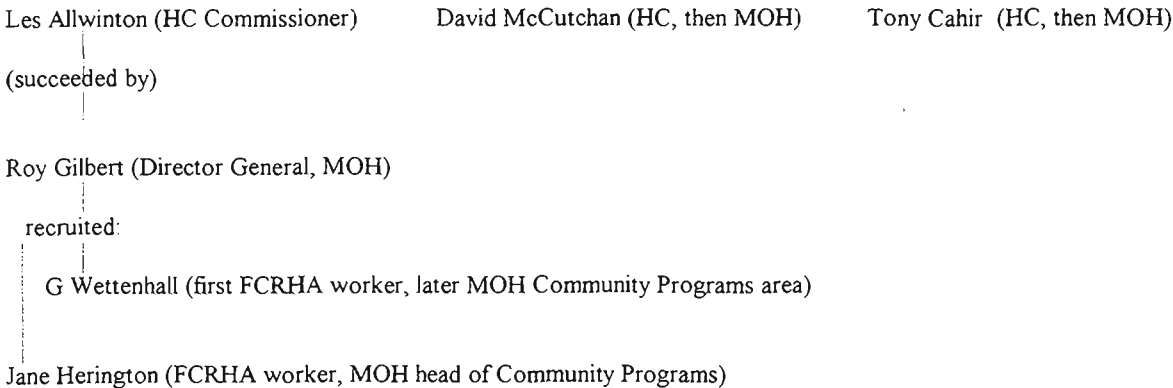 Les Allwinton (HC Commissioner) David McCutchan (HC, then MOH) Tony Cahir (HC, then MOH)
(succeeded by)
Roy Gilbert (Director General, MOH)
recruited:
G Wettenhall (first FCRHA worker, later MOH Community Programs area)
Jane Herington (FCRHA worker, MOH head of Community Programs)